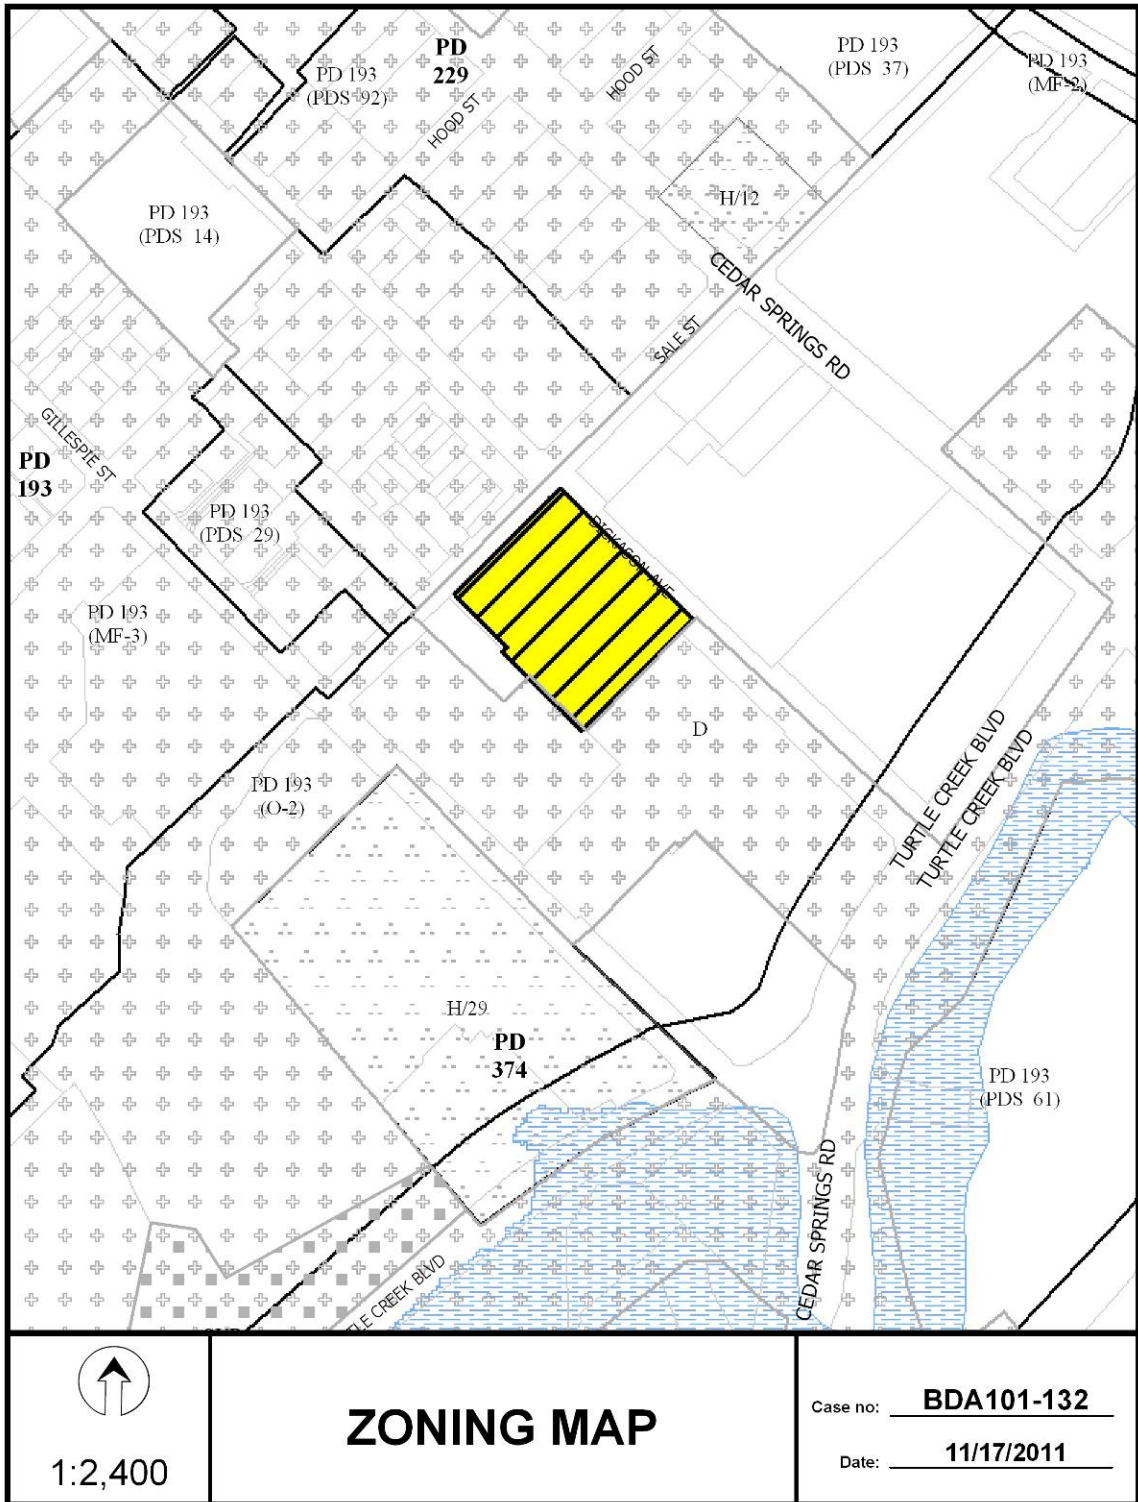 PD
229
PD 193
(PDS 92)
HOOD ST
HOOD ST
PD 193
(PDS 37)
PD 193
(MF-2)
PD 193
(PDS 14)
H/12
CEDAR SPRINGS RD
SALE ST
GILLESPIE ST
PD
193
PD 193
(PDS 29)
DICKASON AVE
PD 193
(MF-3)
D
PD 193
(O-2)
TURTLE CREEK BLVD
TURTLE CREEK BLVD
H/29
PD
374
PD 193
(PDS 61)
CEDAR SPRINGS RD
TLE CREEK BLVD
1:2,400
ZONING MAP
Case no: BDA101-132
Date: 11/17/2011